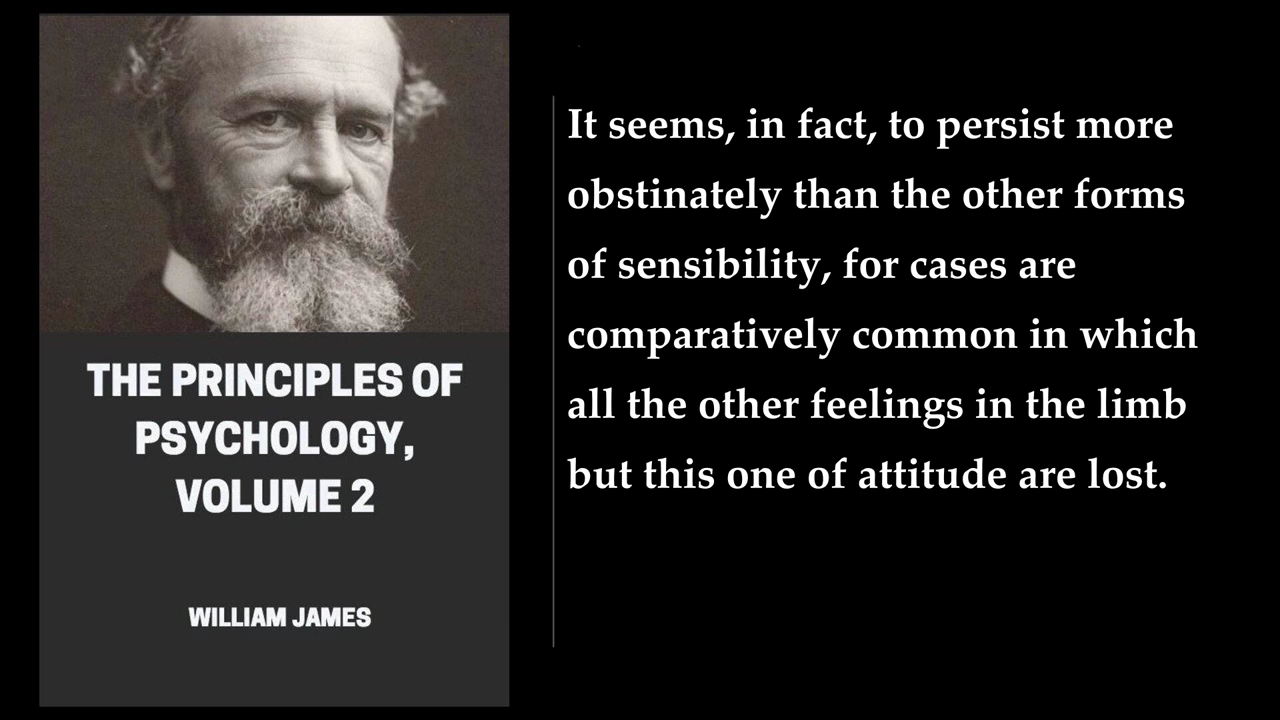 THE PRINCIPLES OF
PSYCHOLOGY,
VOLUME 2
WILLIAM JAMES
It seems, in fact, to persist more
obstinately than the other forms
of sensibility, for cases are
comparatively common in which
all the other feelings in the limb
but this one of attitude are lost.